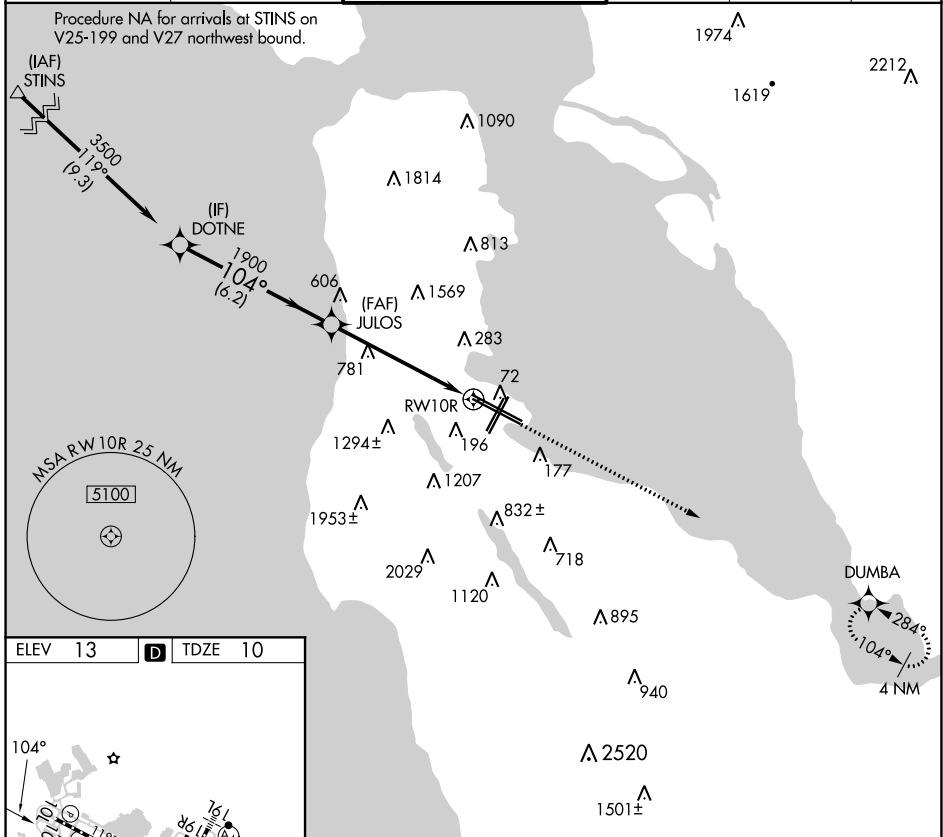 Procedure NA for arrivals at STINS on
V25-199 and V27 northwest bound.
(IAF)
STINS
3500
119°
(9.3)
(IF)
DOTNE
1900
104°
(6.2)
(FAF)
JULOS
RW10R
1974
2212
1619
1090
1814
813
606
1569
283
781
72
1294±
196
177
1207
1953±
832±
2029
718
1120
895
940
2520
1501±
MSA RW10R 25 NM
5100
DUMBA
284°
104°
4 NM
ELEV 13
D
TDZE 10
104°
10L
19L
19R
P